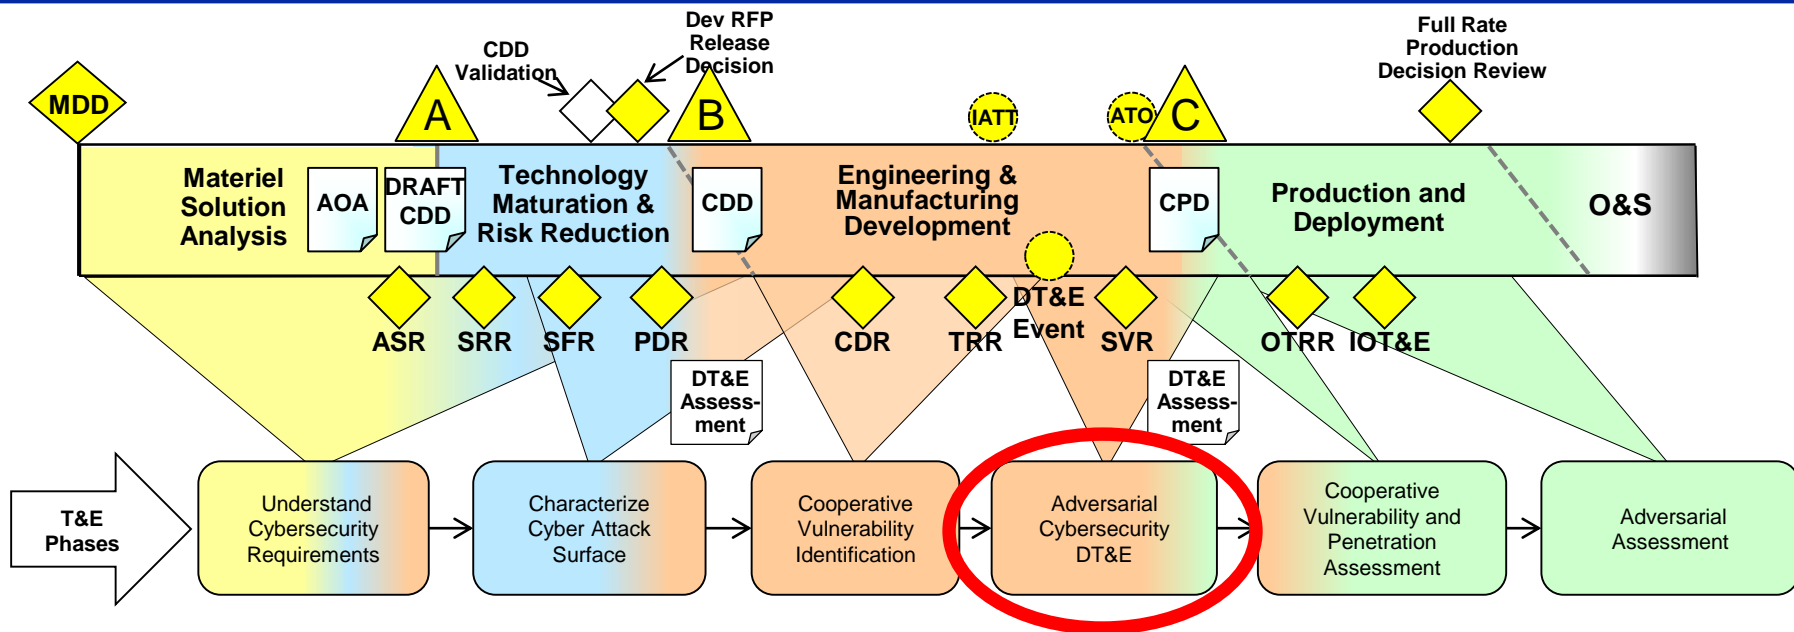 Dev RFP
Release
Decision
CDD
Validation
Full Rate
Production
Decision Review
MDD
A
B
IATT
ATO
C
Materiel
Solution
Analysis
AOA
DRAFT
CDD
Technology
Maturation &
Risk Reduction
CDD
Engineering &
Manufacturing
Development
CPD
Production and
Deployment
O&S
ASR
SRR
SFR
PDR
CDR
TRR
DT&E
Event
SVR
OTRR
IOT&E
DT&E
Assess-
ment
DT&E
Assess-
ment
T&E
Phases
Understand
Cybersecurity
Requirements
Characterize
Cyber Attack
Surface
Cooperative
Vulnerability
Identification
Adversarial
Cybersecurity
DT&E
Cooperative
Vulnerability and
Penetration
Assessment
Adversarial
Assessment